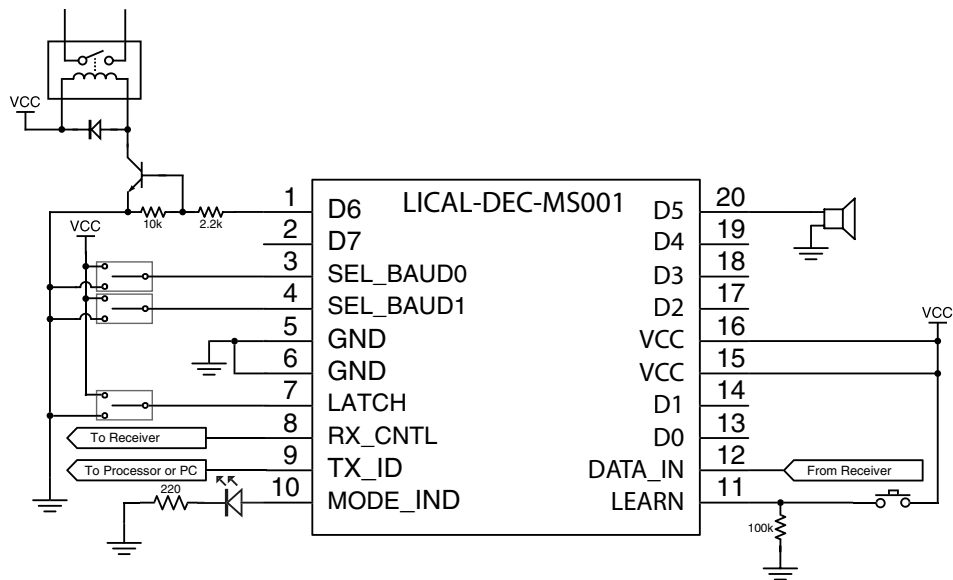 VCC
10k
2.2k
VCC
LICAL-DEC-MS001
1 D6
2 D7
3 SEL_BAUD0
4 SEL_BAUD1
5 GND
6 GND
7 LATCH
8 RX_CNTL
9 TX_ID
10 MODE_IND
To Receiver
To Processor or PC
220
D5 20
D4 19
D3 18
D2 17
VCC 16
VCC 15
D1 14
D0 13
DATA_IN 12
LEARN 11
VCC
From Receiver
100k